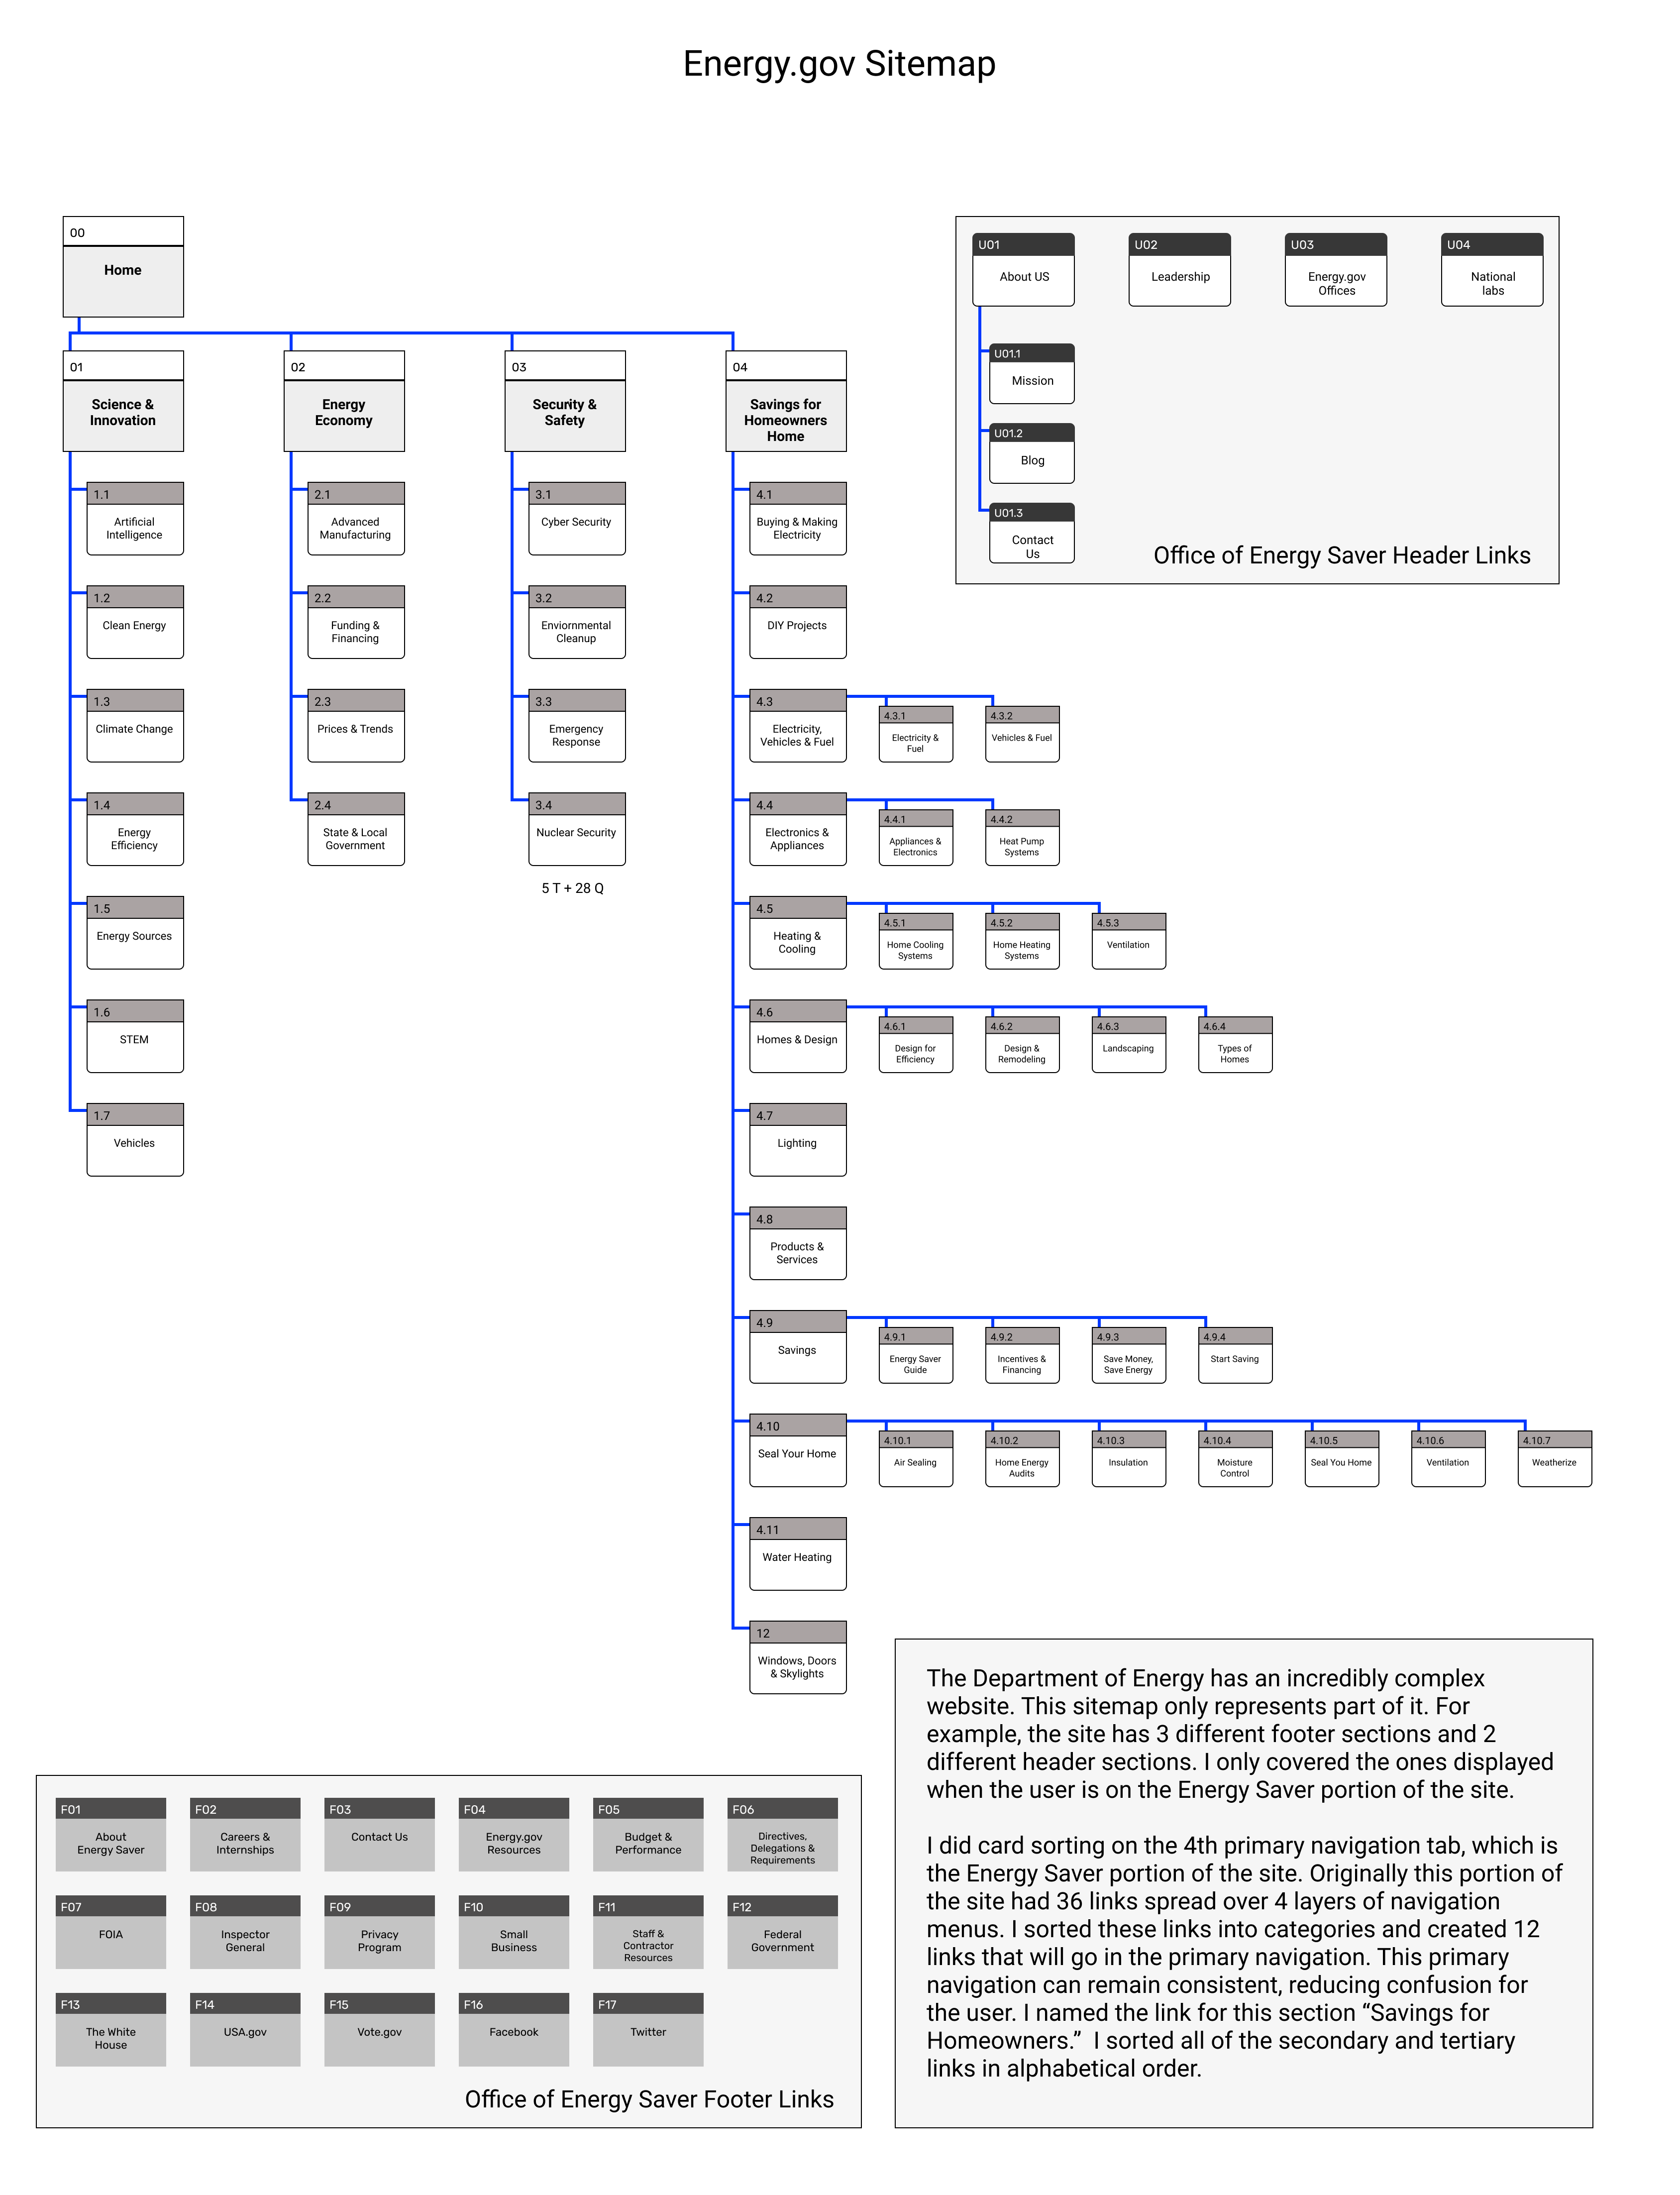 Energy.gov Sitemap
00
Home
01
Science &
Innovation
1.1
Artificial
Intelligence
1.2
Clean Energy
1.3
Climate Change
1.4
Energy
Efficiency
1.5
Energy Sources
1.6
STEM
1.7
Vehicles
02
Energy
Economy
2.1
Advanced
Manufacturing
2.2
Funding &
Financing
2.3
Prices & Trends
2.4
State & Local
Government
03
Security &
Safety
3.1
Cyber Security
3.2
Enviornmental
Cleanup
3.3
Emergency
Response
3.4
Nuclear Security
5 T + 28 Q
04
Savings for
Homeowners
Home
4.1
Buying & Making
Electricity
4.2
DIY Projects
4.3
Electricity,
Vehicles & Fuel
4.3.1
Electricity &
Fuel
4.3.2
Vehicles & Fuel
4.4
Electronics &
Appliances
4.4.1
Appliances &
Electronics
4.4.2
Heat Pump
Systems
4.5
Heating &
Cooling
4.5.1
Home Cooling
Systems
4.5.2
Home Heating
Systems
4.5.3
Ventilation
4.6
Homes & Design
4.6.1
Design for
Efficiency
4.6.2
Design &
Remodeling
4.6.3
Landscaping
4.6.4
Types of
Homes
4.7
Lighting
4.8
Products &
Services
4.9
Savings
4.9.1
Energy Saver
Guide
4.9.2
Incentives &
Financing
4.9.3
Save Money,
Save Energy
4.9.4
Start Saving
4.10
Seal Your Home
4.10.1
Air Sealing
4.10.2
Home Energy
Audits
4.10.3
Insulation
4.10.4
Moisture
Control
4.10.5
Seal You Home
4.10.6
Ventilation
4.10.7
Weatherize
4.11
Water Heating
12
Windows, Doors
& Skylights
U01
About US
U01.1
Mission
U01.2
Blog
U01.3
Contact
Us
U02
Leadership
U03
Energy.gov
Offices
U04
National
labs
Office of Energy Saver Header Links
F01
About
Energy Saver
F02
Careers &
Internships
F03
Contact Us
F04
Energy.gov
Resources
F05
Budget &
Performance
F06
Directives,
Delegations &
Requirements
F07
FOIA
F08
Inspector
General
F09
Privacy
Program
F10
Small
Business
F11
Staff &
Contractor
Resources
F12
Federal
Government
F13
The White
House
F14
USA.gov
F15
Vote.gov
F16
Facebook
F17
Twitter
Office of Energy Saver Footer Links
The Department of Energy has an incredibly complex
website. This sitemap only represents part of it. For
example, the site has 3 different footer sections and 2
different header sections. I only covered the ones displayed
when the user is on the Energy Saver portion of the site.
I did card sorting on the 4th primary navigation tab, which is
the Energy Saver portion of the site. Originally this portion of
the site had 36 links spread over 4 layers of navigation
menus. I sorted these links into categories and created 12
links that will go in the primary navigation. This primary
navigation can remain consistent, reducing confusion for
the user. I named the link for this section “Savings for
Homeowners.”  I sorted all of the secondary and tertiary
links in alphabetical order.